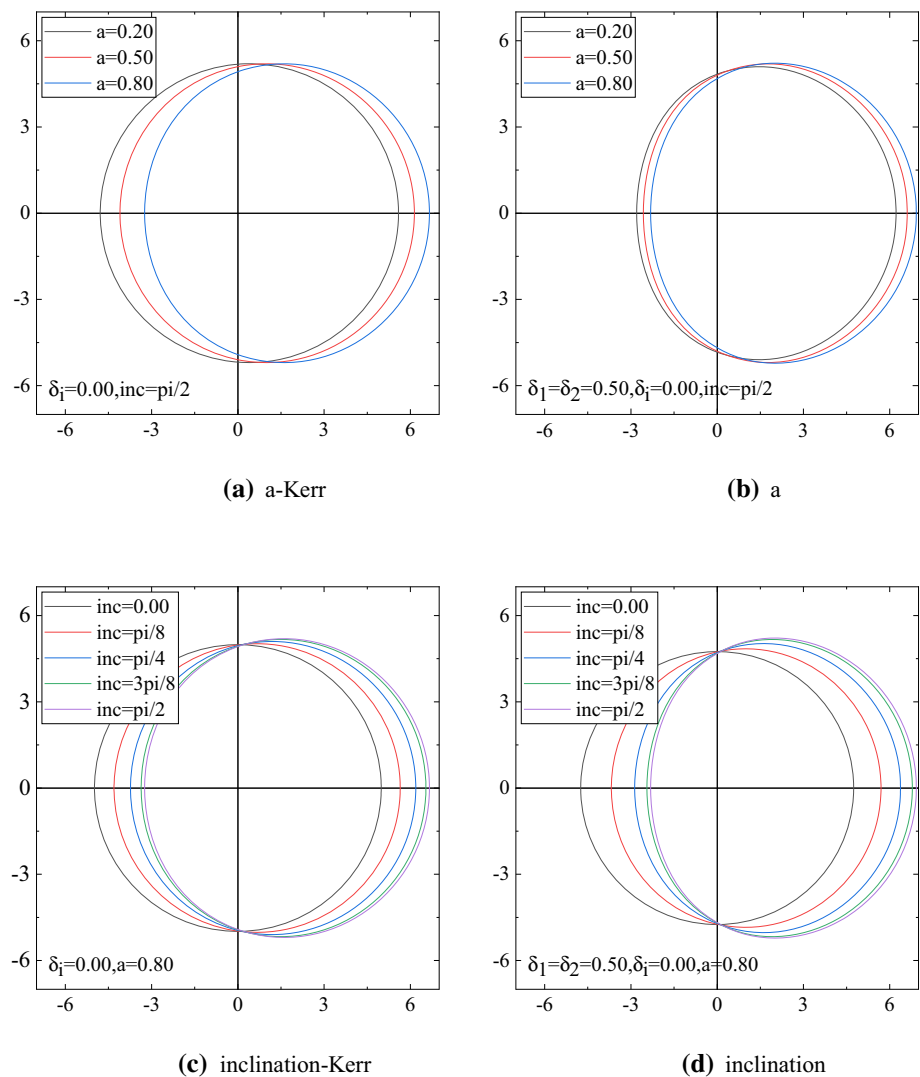 a=0.20
a=0.50
a=0.80
6
3
0
-3
-6
δi=0.00,inc=pi/2
-6 -3 0 3 6
(a) a-Kerr
a=0.20
a=0.50
a=0.80
6
3
0
-3
-6
δ1=δ2=0.50,δi=0.00,inc=pi/2
-6 -3 0 3 6
(b) a
inc=0.00
inc=pi/8
inc=pi/4
inc=3pi/8
inc=pi/2
6
3
0
-3
-6
δi=0.00,a=0.80
-6 -3 0 3 6
(c) inclination-Kerr
inc=0.00
inc=pi/8
inc=pi/4
inc=3pi/8
inc=pi/2
6
3
0
-3
-6
δ1=δ2=0.50,δi=0.00,a=0.80
-6 -3 0 3 6
(d) inclination